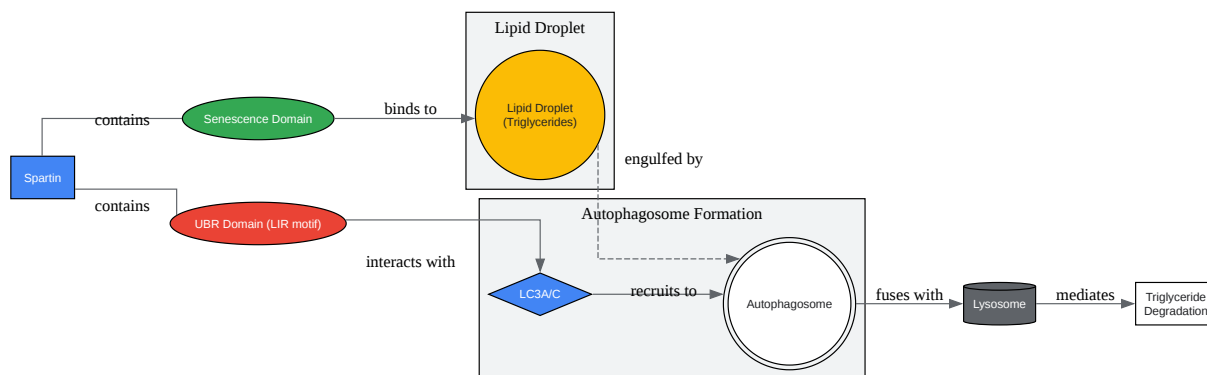 Lipid Droplet
Lipid Droplet
(Triglycerides)
contains
Senescence Domain
binds to
engulfed by
Spartin
contains
UBR Domain (LIR motif)
interacts with
Autophagosome Formation
LC3A/C
recruits to
Autophagosome
fuses with
Lysosome
mediates
Triglyceride
Degradation